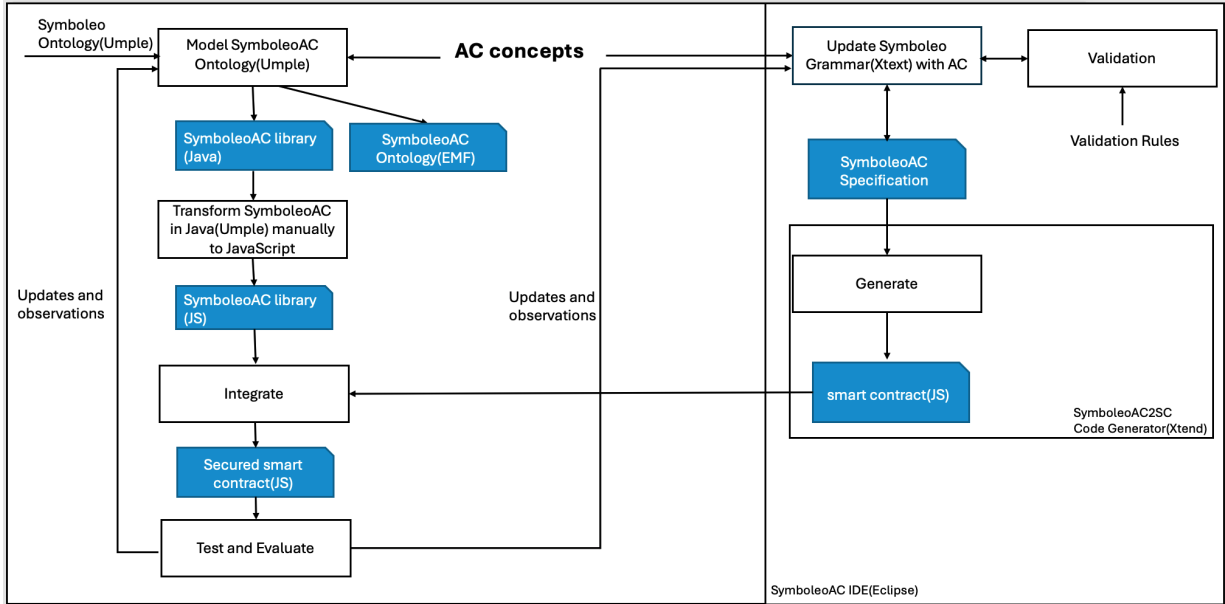 Symboleo
Ontology(Umple)
Model SymboleoAC
Ontology(Umple)
AC concepts
Update Symboleo
Grammar(Xtext) with AC
Validation
Validation Rules
SymboleoAC library
(Java)
SymboleoAC
Ontology(EMF)
SymboleoAC
Specification
Transform SymboleoAC
in Java(Umple) manually
to JavaScript
Generate
Updates and
observations
SymboleoAC library
(JS)
Updates and
observations
Integrate
smart contract(JS)
SymboleoAC2SC
Code Generator(Xtend)
Secured smart
contract(JS)
Test and Evaluate
SymboleoAC IDE(Eclipse)